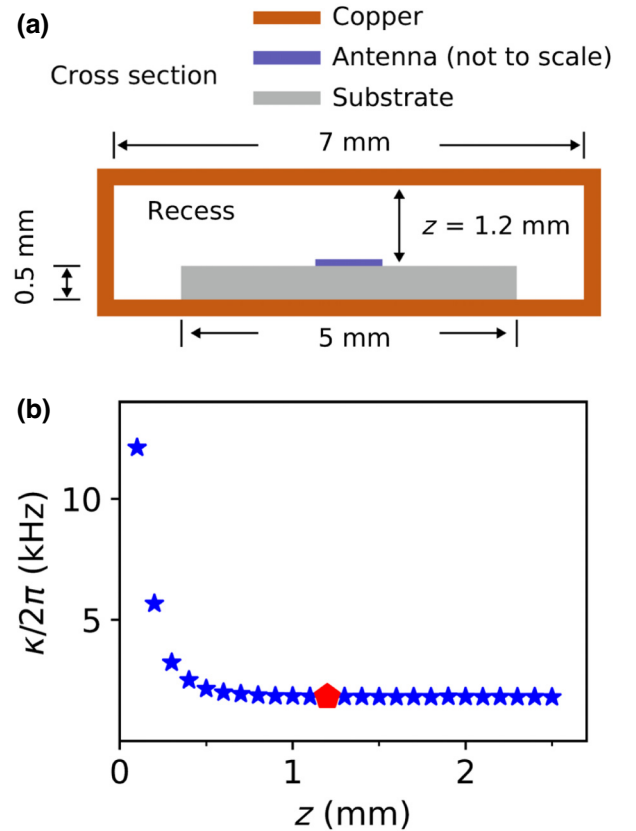 (a)
Copper
Antenna (not to scale)
Substrate
Cross section
7 mm
Recess
z = 1.2 mm
0.5 mm
5 mm
(b)
κ/2π (kHz)
10
5
0
1
2
z (mm)